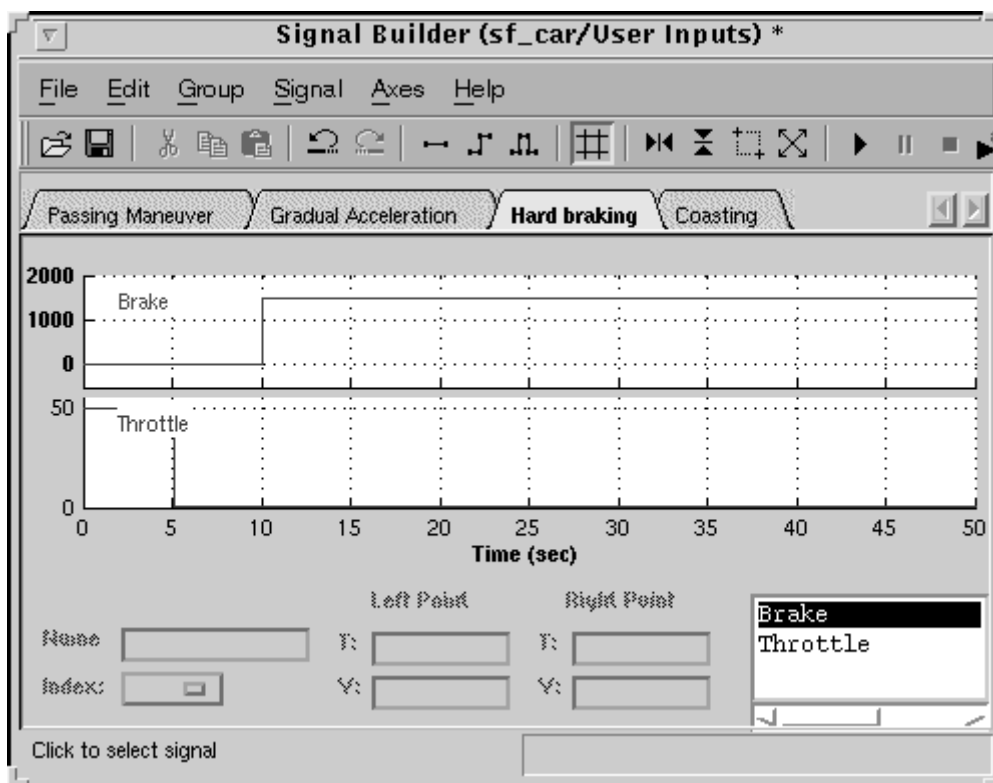 Signal Builder (sf_car/User Inputs) *
File Edit Group Signal Axes Help
Passing Maneuver Gradual Acceleration Hard braking Coasting
2000
Brake
1000
0
50
Throttle
0
0 5 10 15 20 25 30 35 40 45 50
Time (sec)
Left Point Right Point
Name T: T:
Index: Y: Y:
Brake
Throttle
Click to select signal